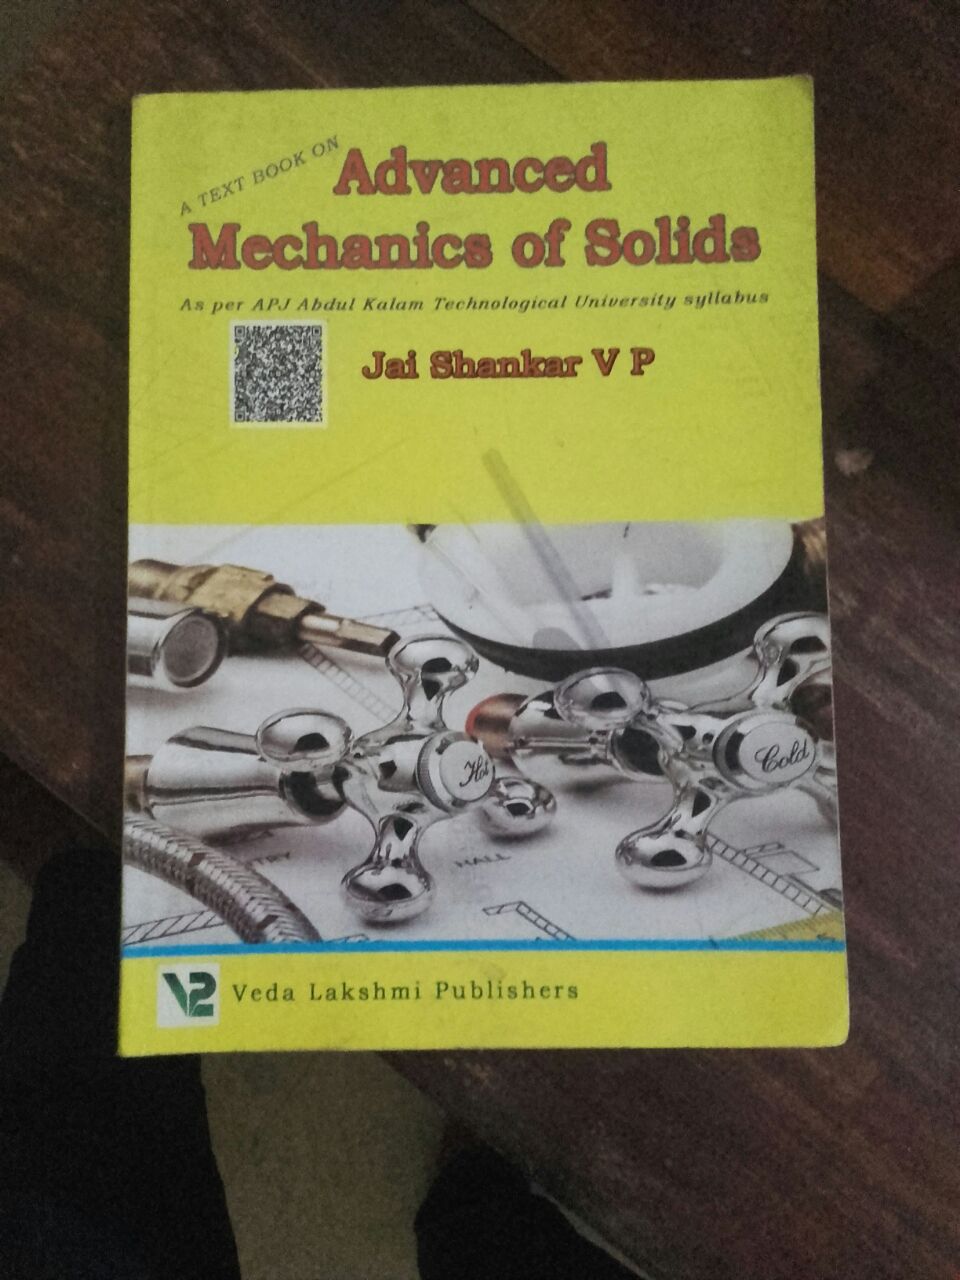 A TEXT BOOK ON
Advanced
Mechanics of Solids
As per APJ Abdul Kalam Technological University syllabus
Jai Shankar V P
Hot
Cold
HALL
V2
Veda Lakshmi Publishers